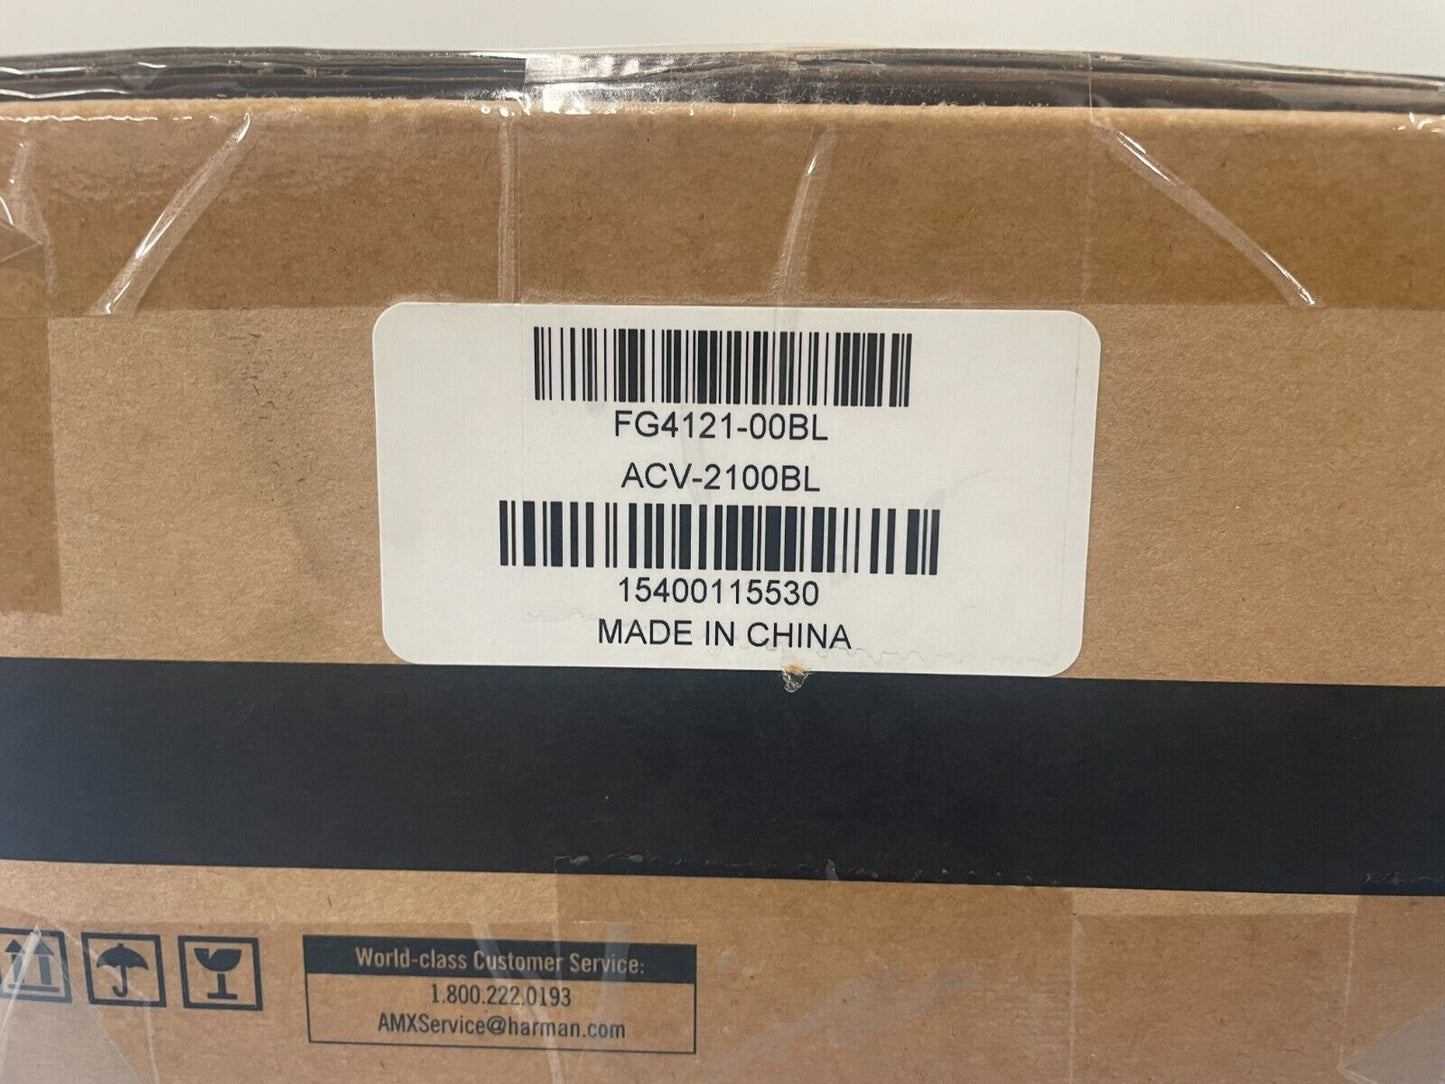 FG4121-00BL
ACV-2100BL
15400115530
MADE IN CHINA
World-class Customer Service:
1.800.222.0193
AMXService@harman.com